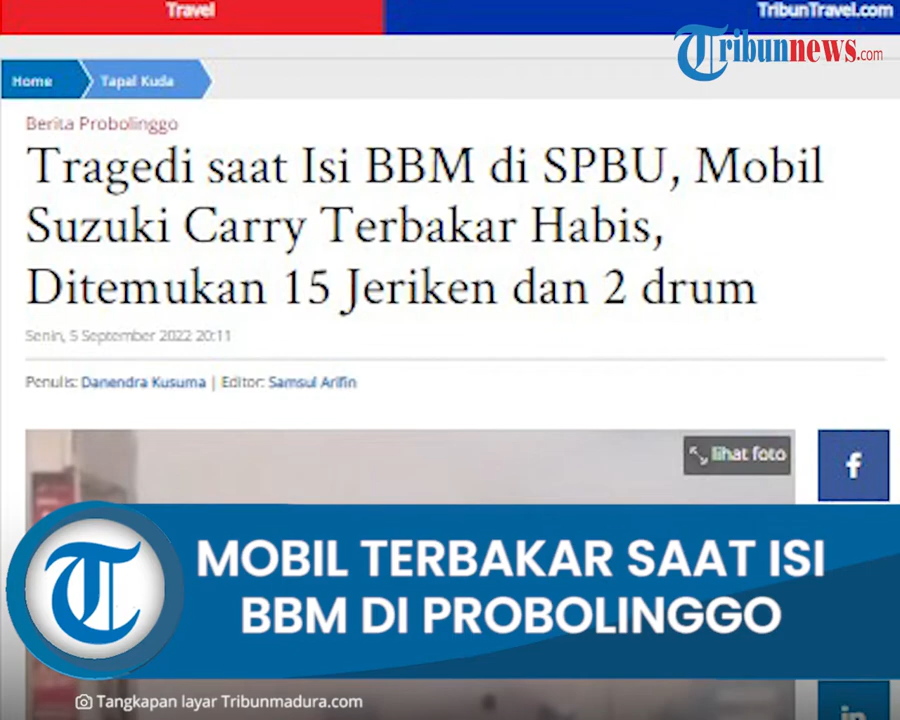 Travel
TribunTravel.com
Tribunnews.com
Home
Tapal Kuda
Berita Probolinggo
Tragedi saat Isi BBM di SPBU, Mobil
Suzuki Carry Terbakar Habis,
Ditemukan 15 Jeriken dan 2 drum
Senin, 5 September 2022 20:11
Penulis: Danendra Kusuma | Editor: Samsul Arifin
lihat foto
f
T
MOBIL TERBAKAR SAAT ISI
BBM DI PROBOLINGGO
Tangkapan layar Tribunmadura.com
in